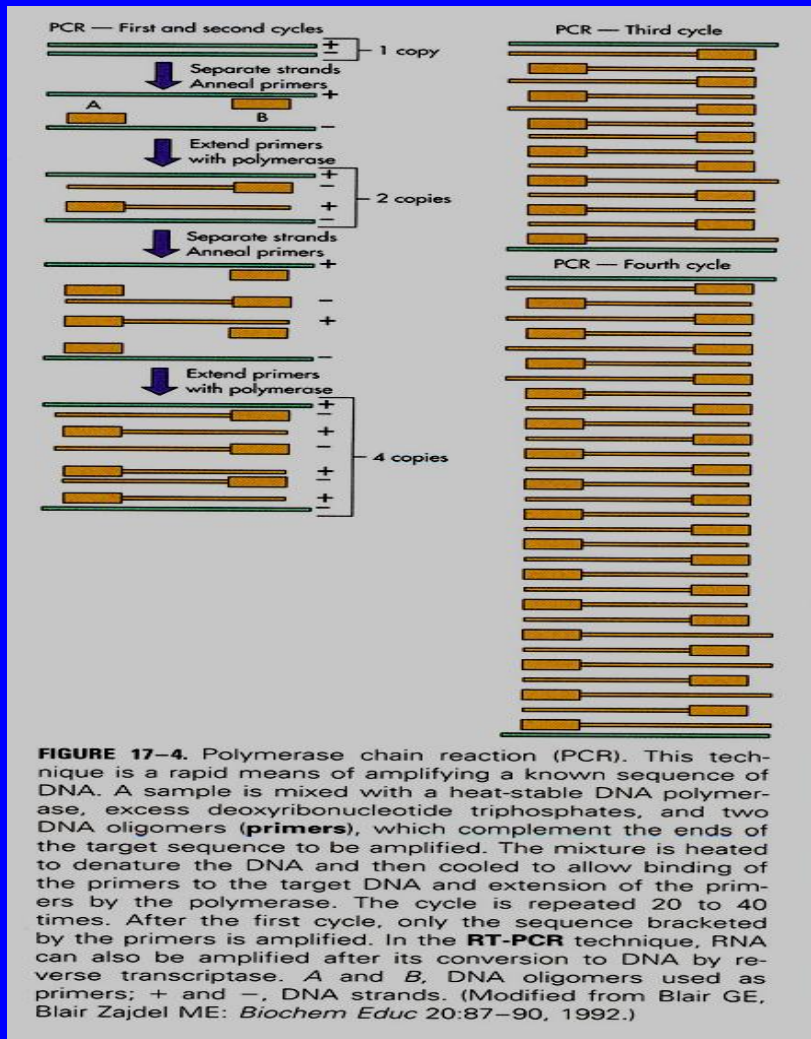 PCR — First and second cycles
+
−
1 copy
Separate strands
Anneal primers
+
A
B
−
Extend primers
with polymerase
+
−
+
−
2 copies
Separate strands
Anneal primers
+
−
+
−
Extend primers
with polymerase
+
−
+
−
+
−
+
−
4 copies
PCR — Third cycle
PCR — Fourth cycle
FIGURE 17–4. Polymerase chain reaction (PCR). This tech-
nique is a rapid means of amplifying a known sequence of
DNA. A sample is mixed with a heat-stable DNA polymer-
ase, excess deoxyribonucleotide triphosphates, and two
DNA oligomers (primers), which complement the ends of
the target sequence to be amplified. The mixture is heated
to denature the DNA and then cooled to allow binding of
the primers to the target DNA and extension of the prim-
ers by the polymerase. The cycle is repeated 20 to 40
times. After the first cycle, only the sequence bracketed
by the primers is amplified. In the RT-PCR technique, RNA
can also be amplified after its conversion to DNA by re-
verse transcriptase. A and B, DNA oligomers used as
primers; + and −, DNA strands. (Modified from Blair GE,
Blair Zajdel ME: Biochem Educ 20:87–90, 1992.)